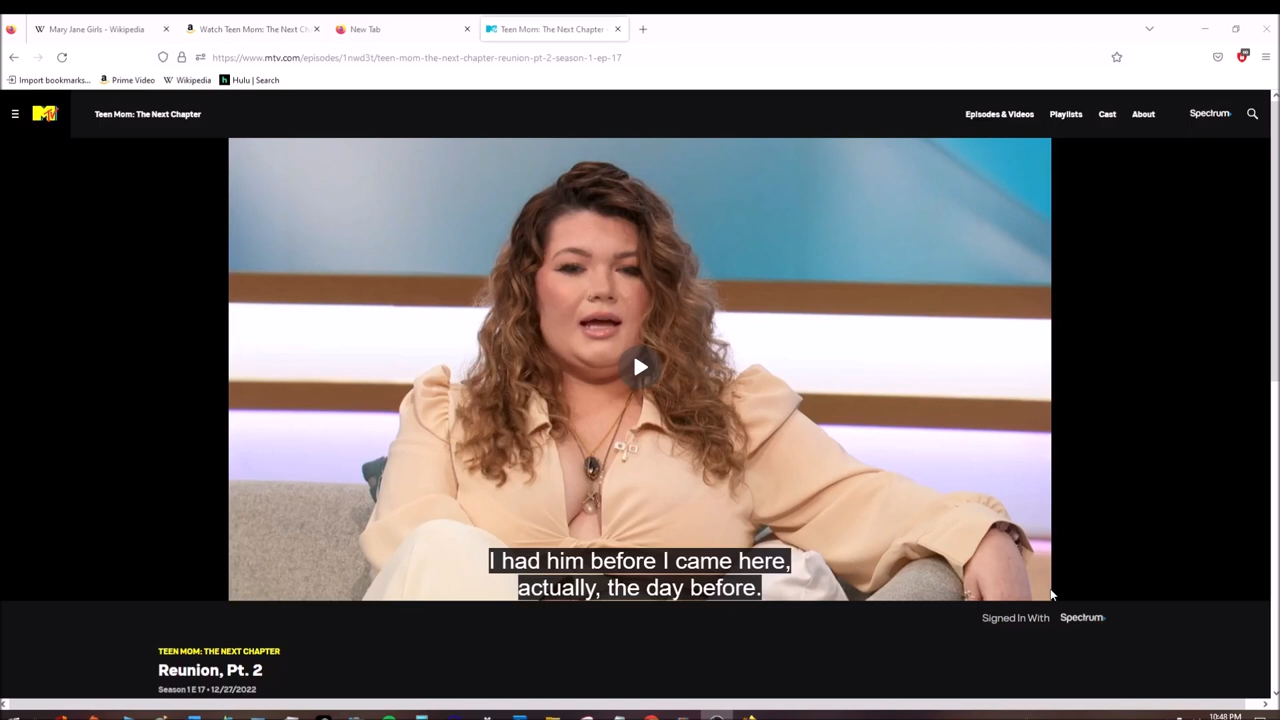 Mary Jane Girls - Wikipedia
Watch Teen Mom: The Next Ch
New Tab
Teen Mom: The Next Chapter -
https://www.mtv.com/episodes/1nwd3t/teen-mom-the-next-chapter-reunion-pt-2-season-1-ep-17
Import bookmarks...
Prime Video
Wikipedia
Hulu | Search
MTV
Teen Mom: The Next Chapter
Episodes & Videos
Playlists
Cast
About
Spectrum
I had him before I came here,
actually, the day before.
Signed In With Spectrum
TEEN MOM: THE NEXT CHAPTER
Reunion, Pt. 2
Season 1 E 17 • 12/27/2022
10:48 PM